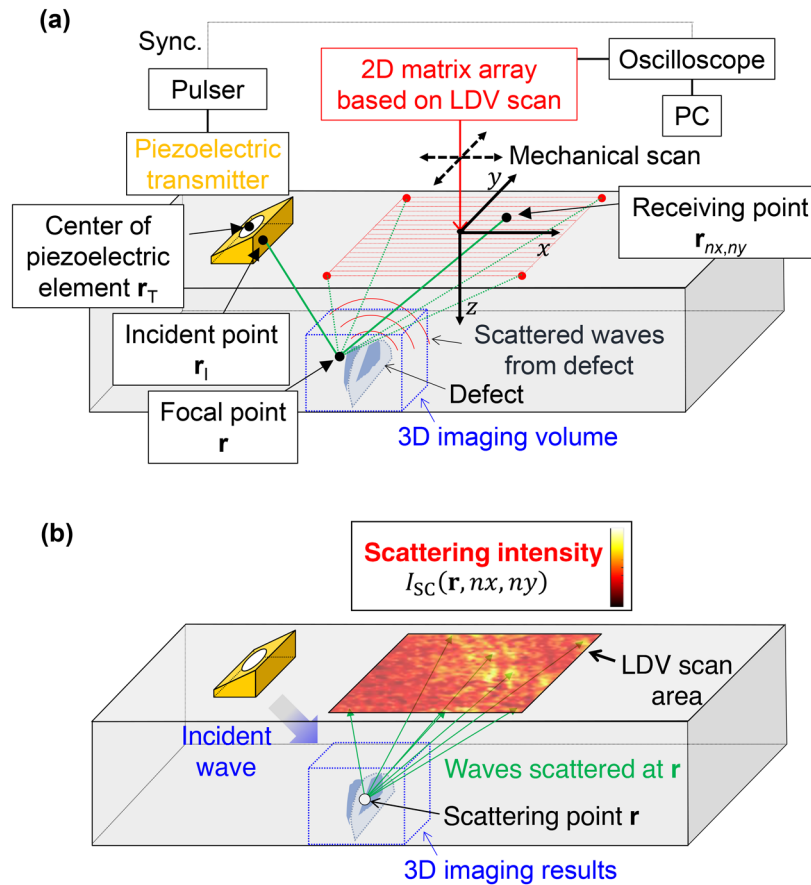 (a)
Sync.
Pulser
2D matrix array
based on LDV scan
Oscilloscope
PC
Piezoelectric
transmitter
Mechanical scan
y
Center of
piezoelectric
element r_T
Receiving point
r_nx,ny
x
z
Incident point
r_I
Scattered waves
from defect
Defect
Focal point
r
3D imaging volume
(b)
Scattering intensity
I_SC(r, nx, ny)
LDV scan
area
Incident
wave
Waves scattered at r
Scattering point r
3D imaging results